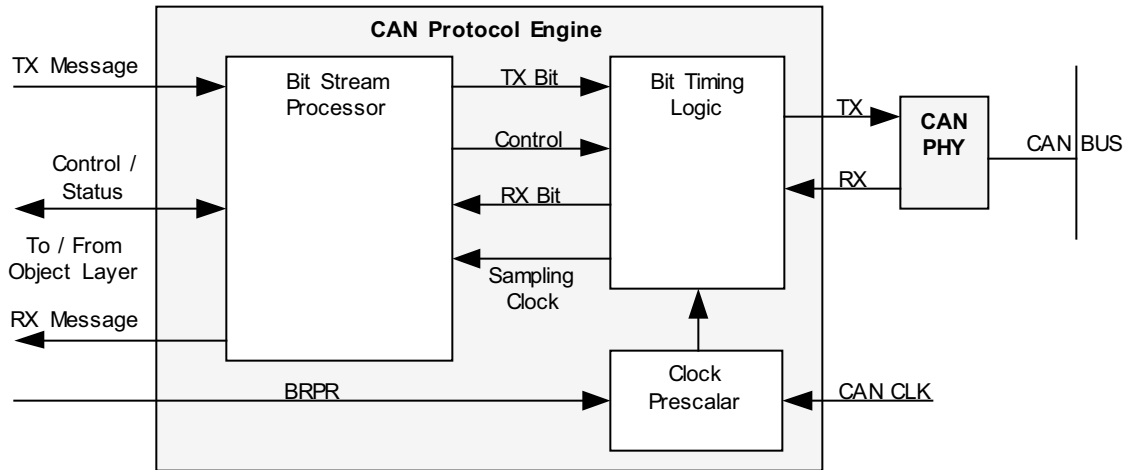 CAN Protocol Engine
TX Message
Bit Stream
Processor
TX Bit
Bit Timing
Logic
TX
CAN
PHY
CAN BUS
Control
Control /
Status
RX Bit
RX
To / From
Object Layer
Sampling
Clock
RX Message
BRPR
Clock
Prescalar
CAN CLK